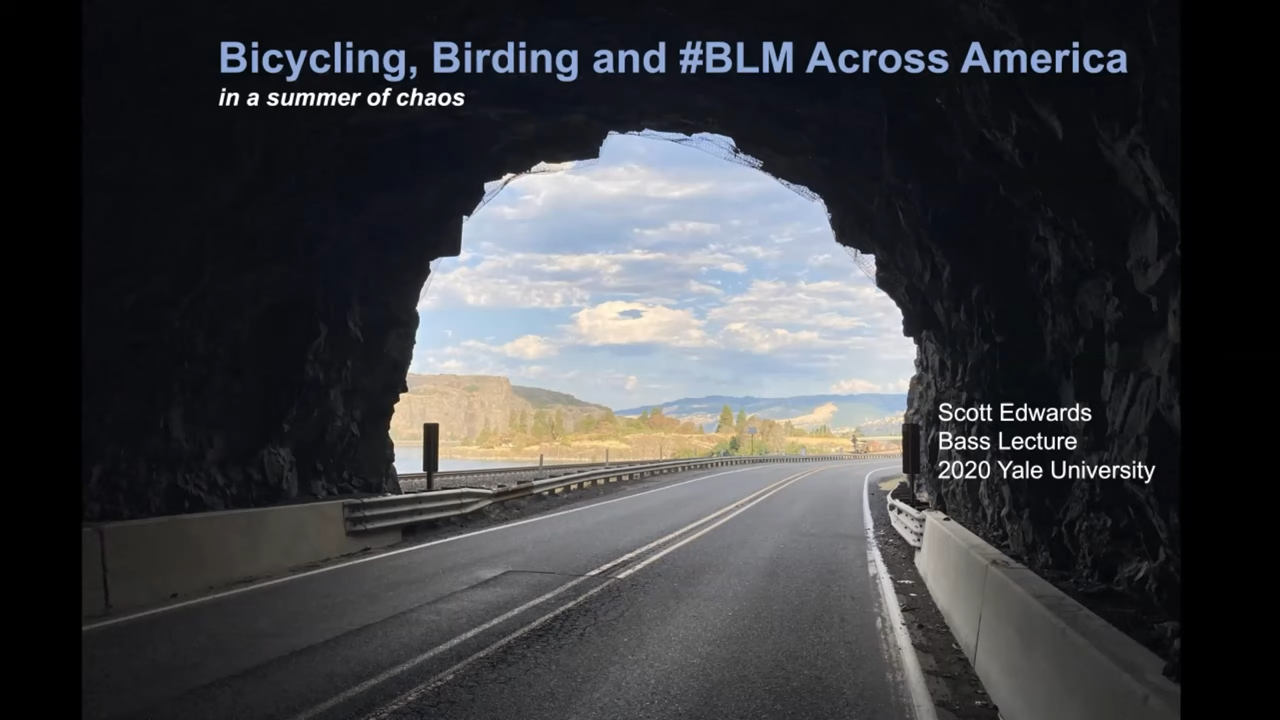 Bicycling, Birding and #BLM Across America
in a summer of chaos
Scott Edwards
Bass Lecture
2020 Yale University